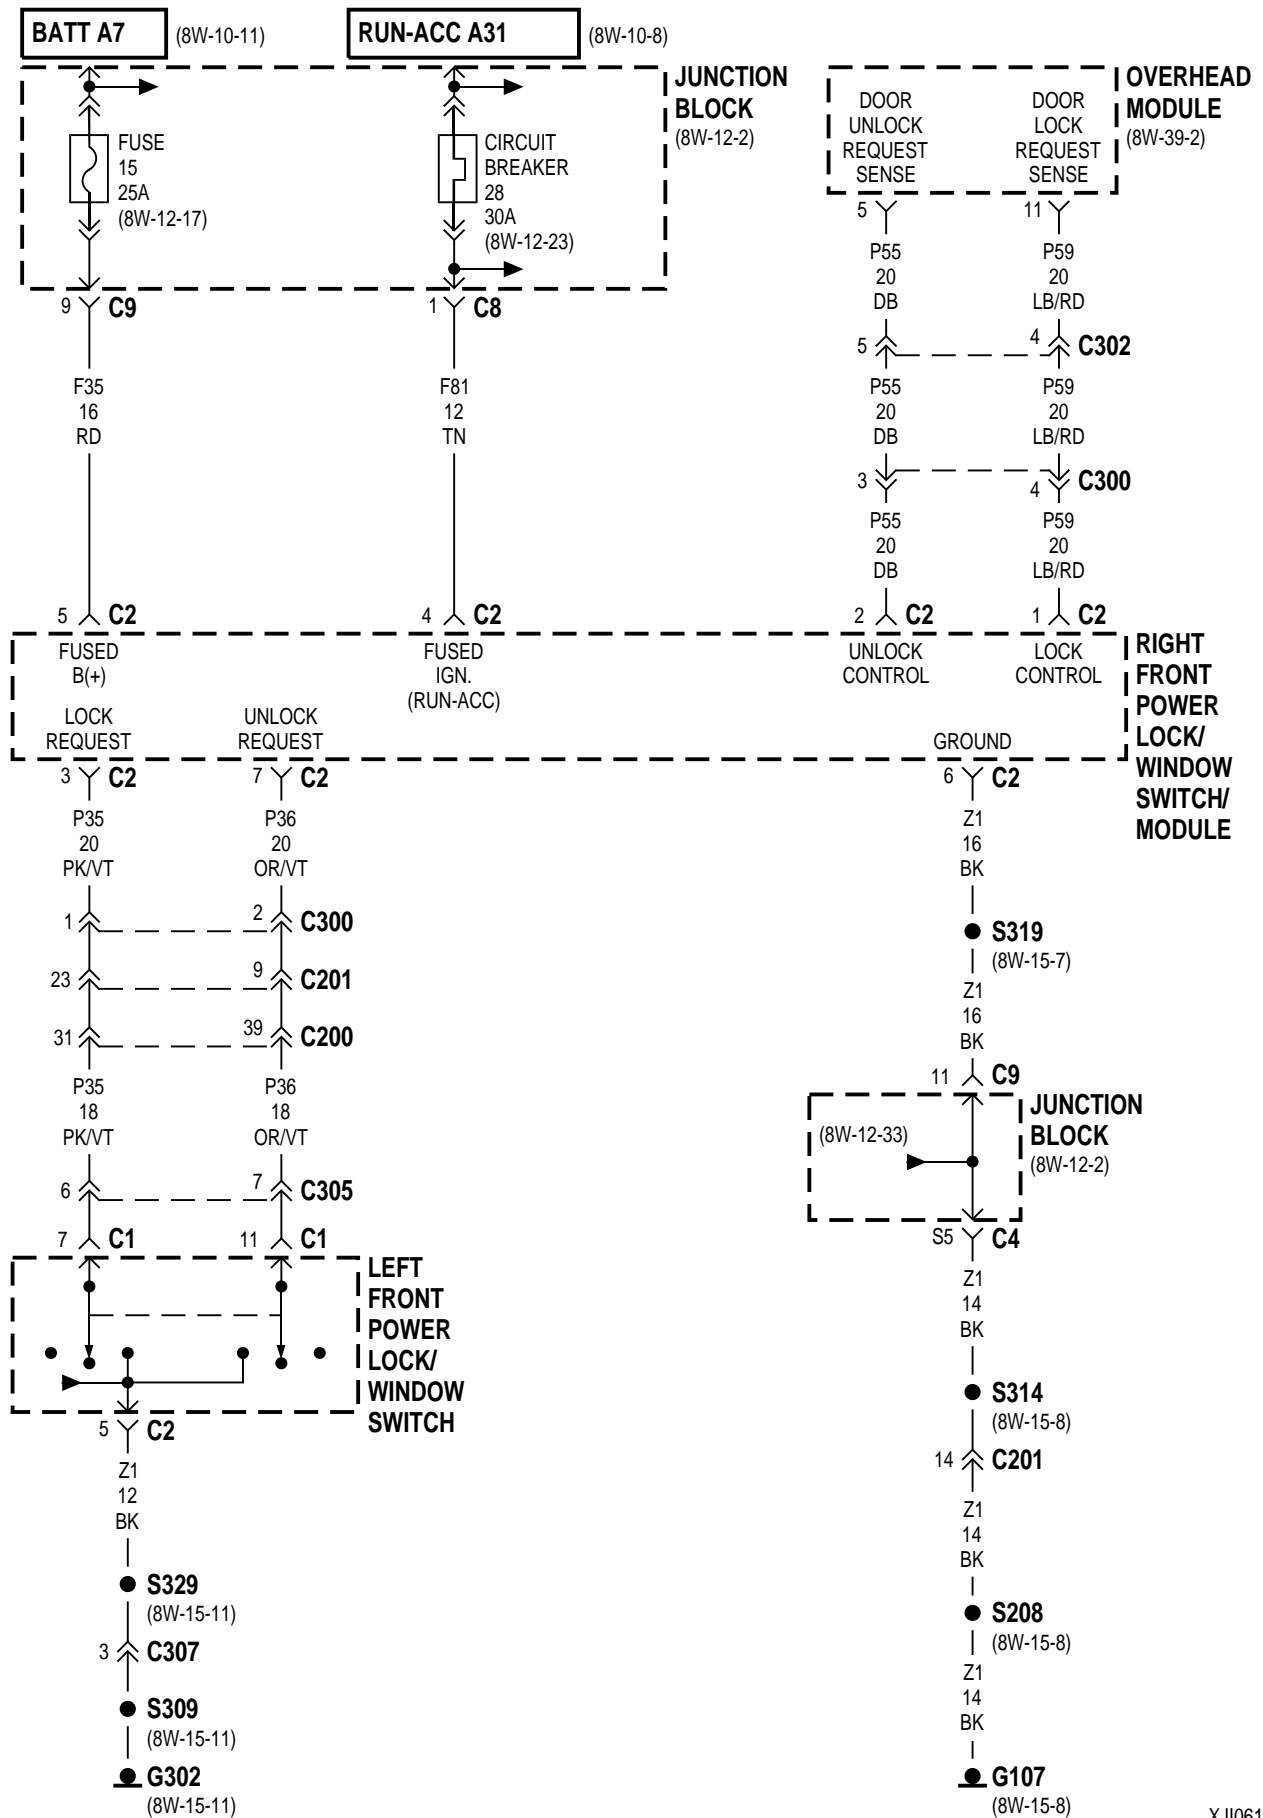 BATT A7 (8W-10-11) RUN-ACC A31 (8W-10-8)
JUNCTION
BLOCK
(8W-12-2)
OVERHEAD
MODULE
(8W-39-2)
FUSE
15
25A
(8W-12-17)
CIRCUIT
BREAKER
28
30A
(8W-12-23)
DOOR
UNLOCK
REQUEST
SENSE
DOOR
LOCK
REQUEST
SENSE
5 11
P55
20
DB
P59
20
LB/RD
9 C9 1 C8
5 4 C302
F35
16
RD
F81
12
TN
P55
20
DB
P59
20
LB/RD
3 4 C300
P55
20
DB
P59
20
LB/RD
5 C2 4 C2 2 C2 1 C2
FUSED
B(+)
FUSED
IGN.
(RUN-ACC)
UNLOCK
CONTROL
LOCK
CONTROL
RIGHT
FRONT
POWER
LOCK/
WINDOW
SWITCH/
MODULE
LOCK
REQUEST
UNLOCK
REQUEST
GROUND
3 C2 7 C2 6 C2
P35
20
PK/VT
P36
20
OR/VT
Z1
16
BK
1 2 C300
S319
(8W-15-7)
23 9 C201
Z1
16
BK
31 39 C200
P35
18
PK/VT
P36
18
OR/VT
11 C9
JUNCTION
BLOCK
(8W-12-2)
(8W-12-33)
6 7 C305
7 C1 11 C1
S5 C4
LEFT
FRONT
POWER
LOCK/
WINDOW
SWITCH
Z1
14
BK
S314
(8W-15-8)
5 C2
14 C201
Z1
12
BK
Z1
14
BK
S329
(8W-15-11)
S208
(8W-15-8)
3 C307
Z1
14
BK
S309
(8W-15-11)
G302
(8W-15-11)
G107
(8W-15-8)